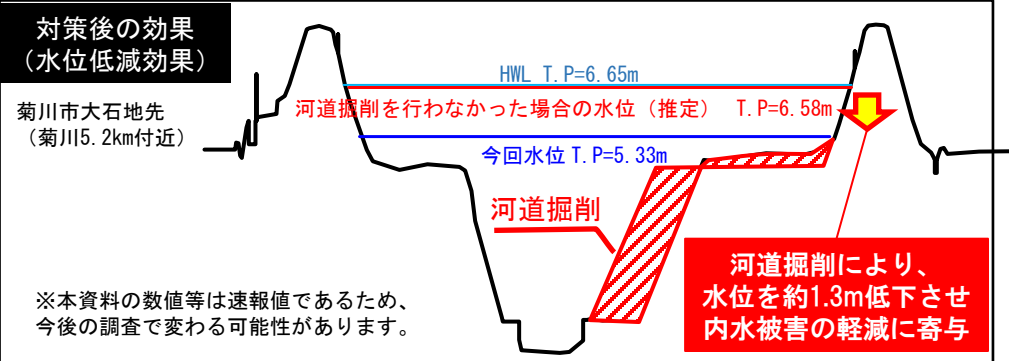 対策後の効果
（水位低減効果）
菊川市大石地先
（菊川5.2km付近）
HWL T.P=6.65m
河道掘削を行わなかった場合の水位（推定） T.P=6.58m
今回水位 T.P=5.33m
河道掘削
河道掘削により、
水位を約1.3m低下させ
内水被害の軽減に寄与
※本資料の数値等は速報値であるため、
今後の調査で変わる可能性があります。